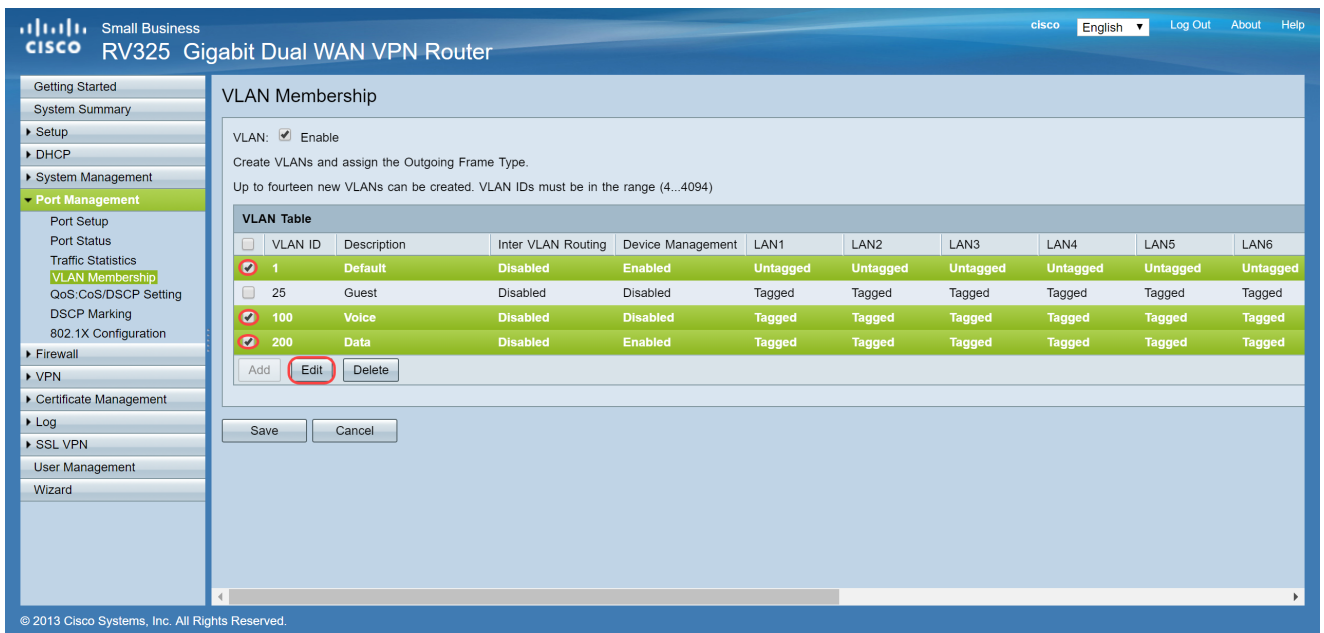 Small Business
cisco English Log Out About Help
CISCO RV325 Gigabit Dual WAN VPN Router
Getting Started
System Summary
Setup
DHCP
System Management
Port Management
Port Setup
Port Status
Traffic Statistics
VLAN Membership
QoS:CoS/DSCP Setting
DSCP Marking
802.1X Configuration
Firewall
VPN
Certificate Management
Log
SSL VPN
User Management
Wizard
VLAN Membership
VLAN: Enable
Create VLANs and assign the Outgoing Frame Type.
Up to fourteen new VLANs can be created. VLAN IDs must be in the range (4...4094)
VLAN Table
VLAN ID Description Inter VLAN Routing Device Management LAN1 LAN2 LAN3 LAN4 LAN5 LAN6
1 Default Disabled Enabled Untagged Untagged Untagged Untagged Untagged Untagged
25 Guest Disabled Disabled Tagged Tagged Tagged Tagged Tagged Tagged
100 Voice Disabled Disabled Tagged Tagged Tagged Tagged Tagged Tagged
200 Data Disabled Enabled Tagged Tagged Tagged Tagged Tagged Tagged
Add Edit Delete
Save Cancel
© 2013 Cisco Systems, Inc. All Rights Reserved.